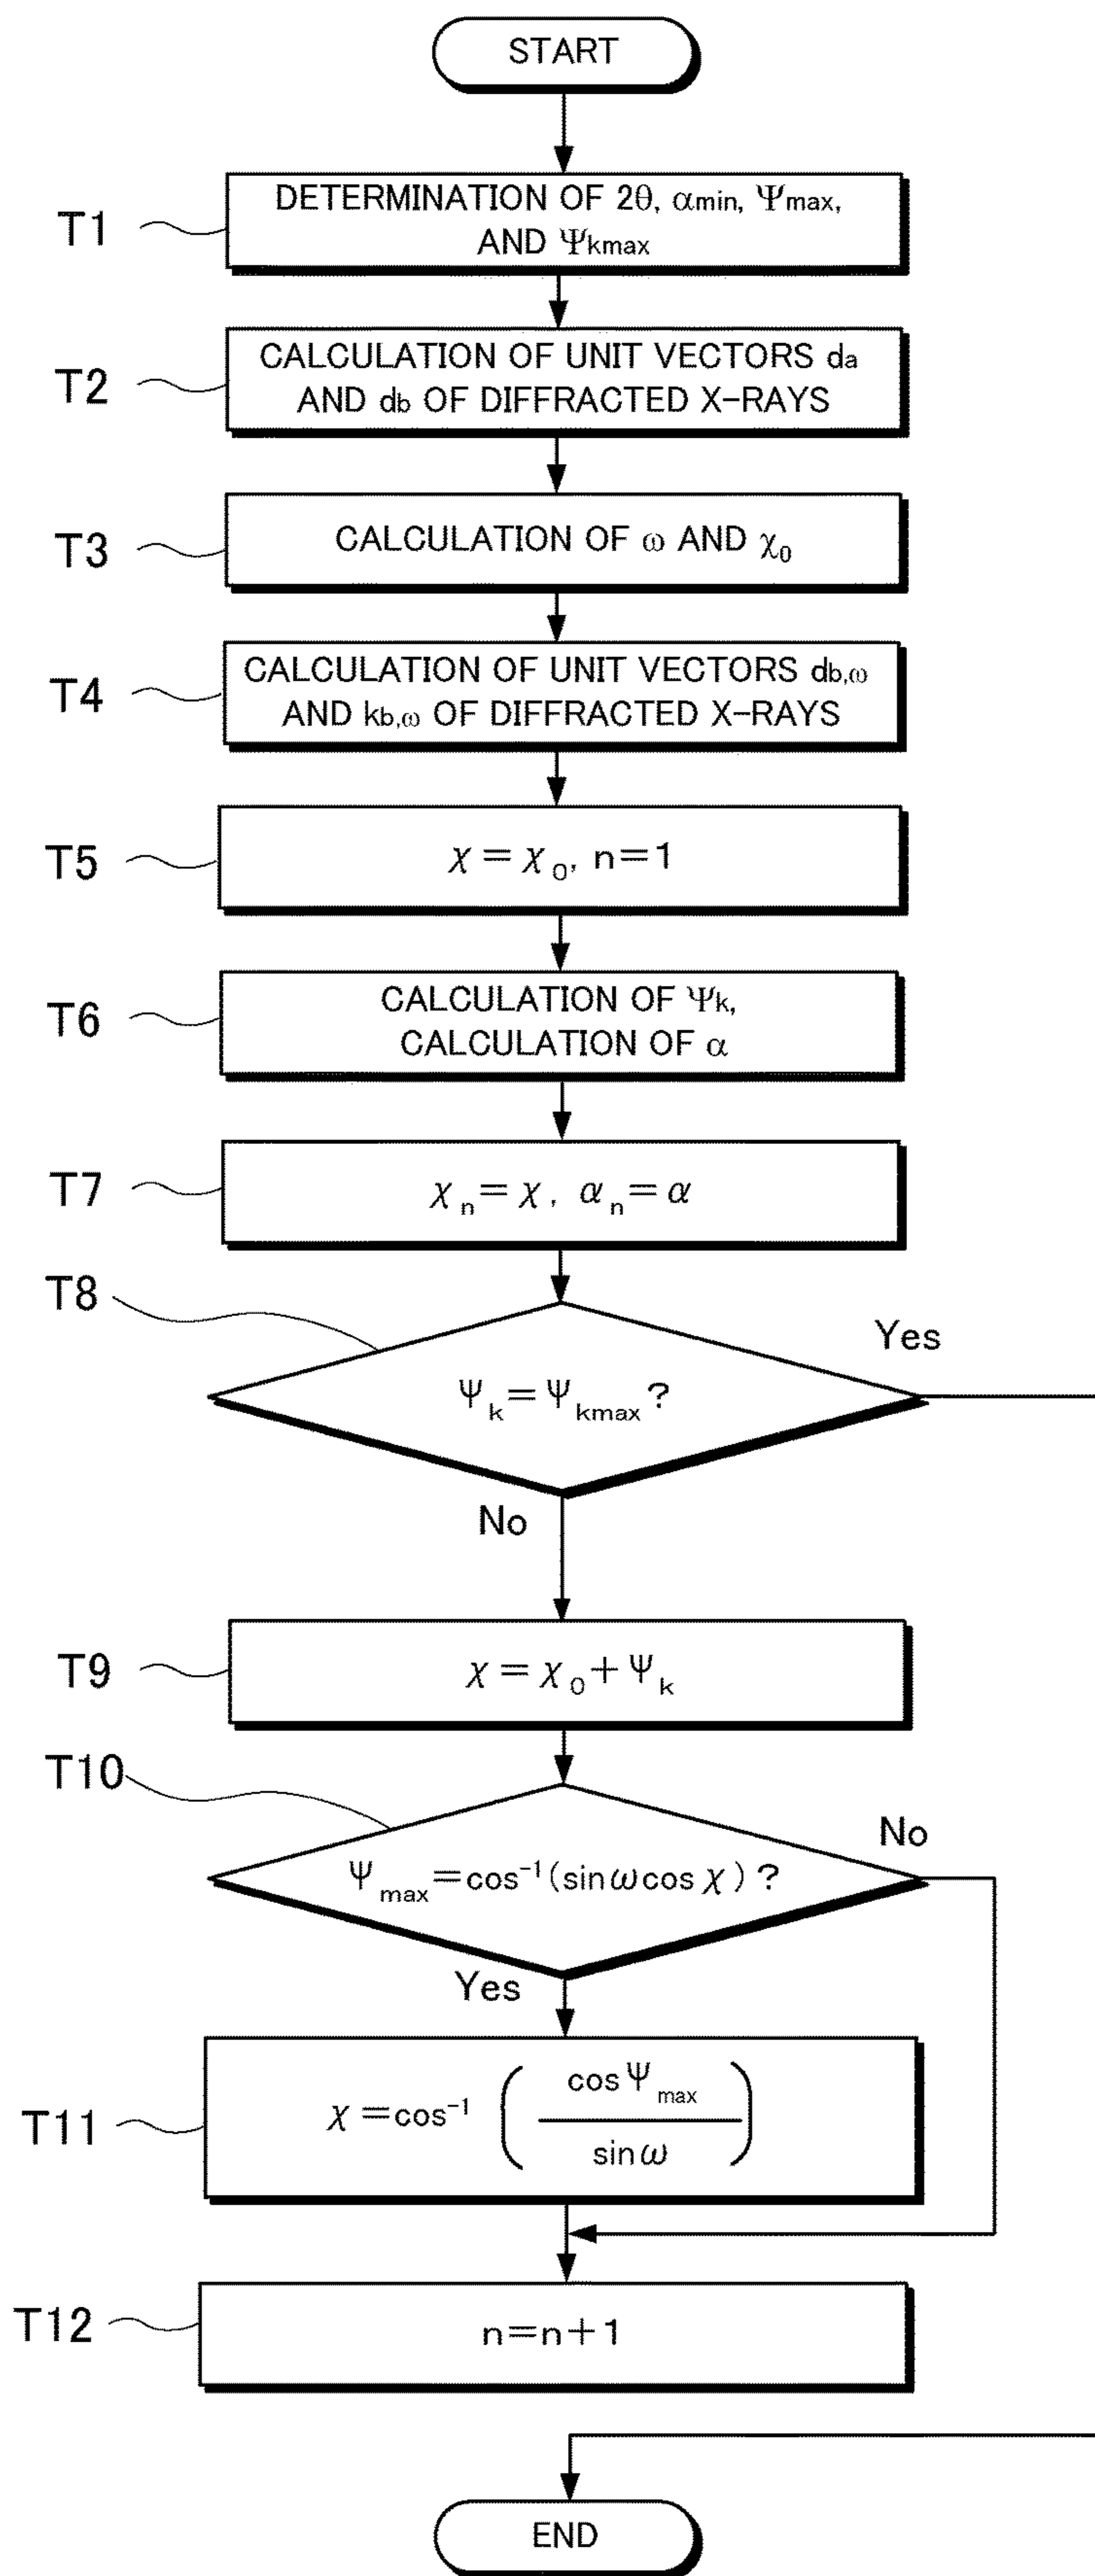 START
T1
DETERMINATION OF 2θ, αmin, Ψmax,
AND Ψkmax
T2
CALCULATION OF UNIT VECTORS da
AND db OF DIFFRACTED X-RAYS
T3
CALCULATION OF ω AND χ0
T4
CALCULATION OF UNIT VECTORS db,ω
AND kb,ω OF DIFFRACTED X-RAYS
T5
χ=χ0, n=1
T6
CALCULATION OF Ψk,
CALCULATION OF α
T7
χn=χ, αn=α
T8
Yes
Ψk=Ψkmax?
No
T9
χ=χ0+Ψk
T10
No
Ψmax=cos-1(sinωcosχ)?
Yes
T11
χ=cos-1(cosΨmax
sinω)
T12
n=n+1
END